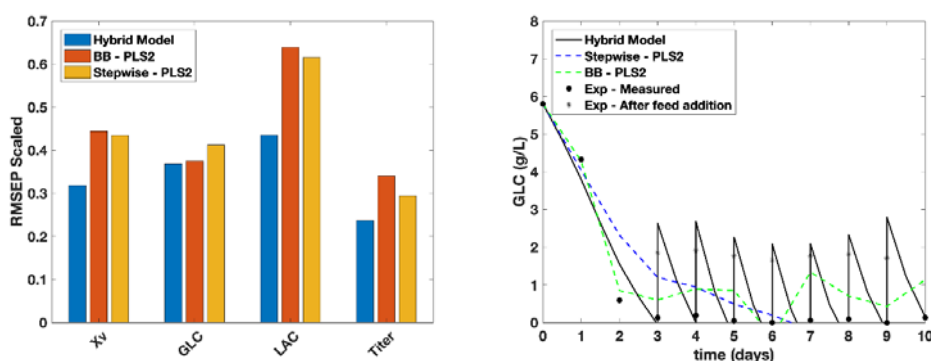 0.7
0.6
0.5
0.4
0.3
0.2
0.1
0
RMSEP Scaled
Hybrid Model
BB - PLS2
Stepwise - PLS2
Xv
GLC
LAC
Titer
8
7
6
5
4
3
2
1
0
GLC (g/L)
Hybrid Model
Stepwise - PLS2
BB - PLS2
Exp - Measured
Exp - After feed addition
0 1 2 3 4 5 6 7 8 9 10
time (days)